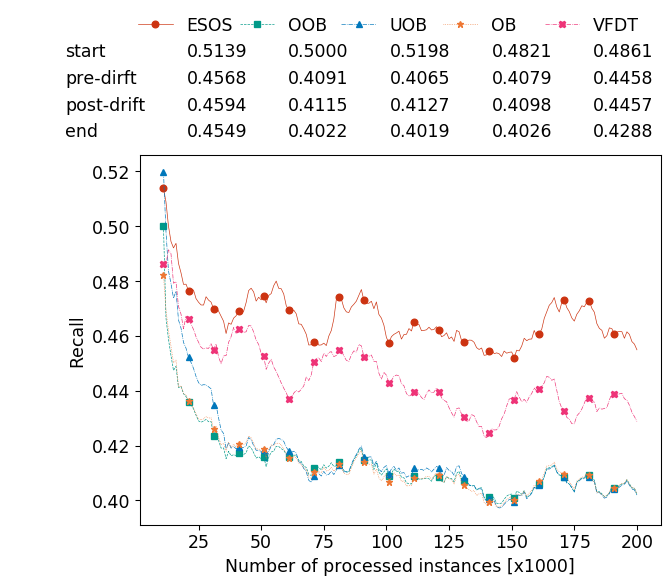 ESOS OOB UOB OB VFDT
start 0.5139 0.5000 0.5198 0.4821 0.4861
pre-dirft 0.4568 0.4091 0.4065 0.4079 0.4458
post-drift 0.4594 0.4115 0.4127 0.4098 0.4457
end 0.4549 0.4022 0.4019 0.4026 0.4288
0.52
0.50
0.48
0.46
0.44
0.42
0.40
Recall
25 50 75 100 125 150 175 200
Number of processed instances [x1000]